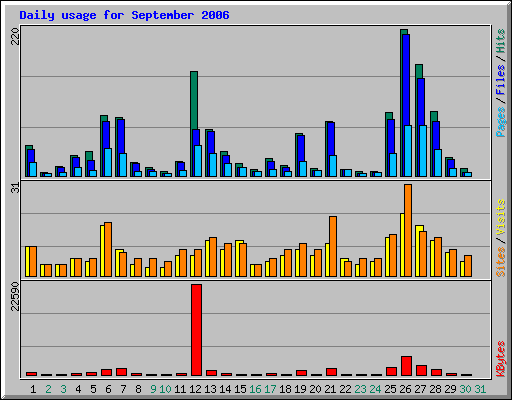 Daily usage for September 2006
220
Pages / Files / Hits
31
Sites / Visits
22590
KBytes
1 2 3 4 5 6 7 8 9 10 11 12 13 14 15 16 17 18 19 20 21 22 23 24 25 26 27 28 29 30 31